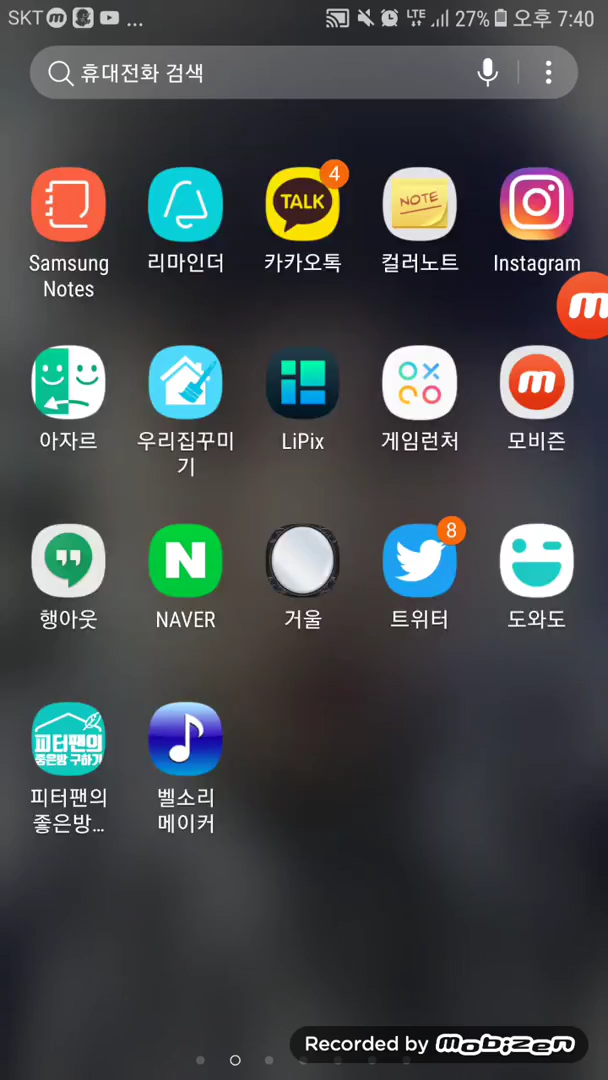 SKT ... LTE 27% 오후 7:40
휴대전화 검색
4
TALK
NOTE
Samsung
Notes
리마인더
카카오톡
컬러노트
Instagram
m
m
아자르
우리집꾸미
기
LiPix
게임런처
모비즌
N
8
행아웃
NAVER
거울
트위터
도와도
피터팬의
좋은방 구하기
피터팬의
좋은방...
벨소리
메이커
Recorded by mobizen